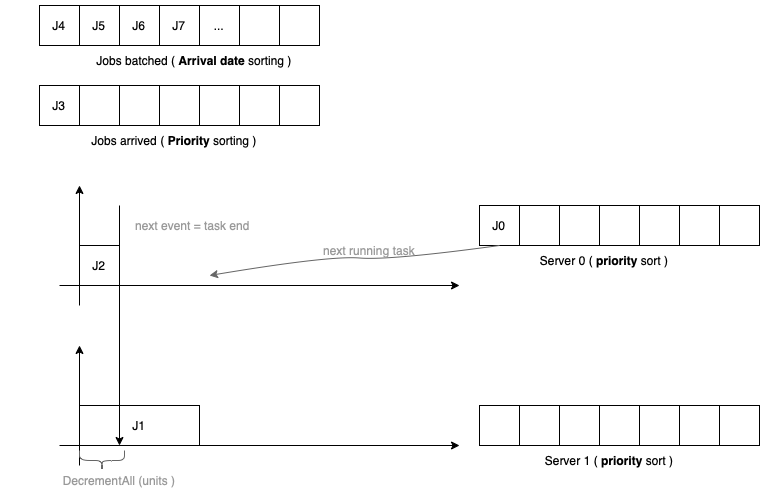 J4 J5 J6 J7 ...
Jobs batched ( Arrival date sorting )
J3
Jobs arrived ( Priority sorting )
next event = task end
J0
next running task
J2
Server 0 ( priority sort )
J1
Server 1 ( priority sort )
DecrementAll (units )